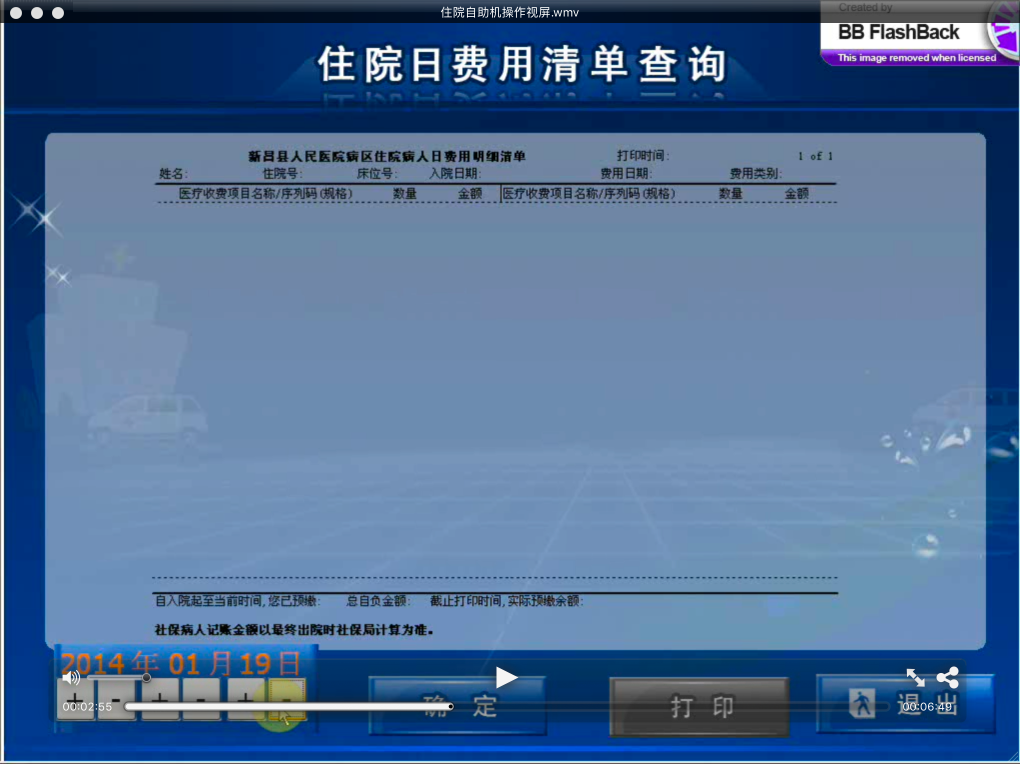 住院自助机操作视屏.wmv
Created by
BB FlashBack
This image removed when licensed
住院日费用清单查询
新昌县人民医院病区住院病人日费用明细清单 打印时间: 1 of 1
姓名: 住院号: 床位号: 入院日期: 费用日期: 费用类别:
医疗收费项目名称/序列码(规格) 数量 金额 医疗收费项目名称/序列码(规格) 数量 金额
自入院起至当前时间,您已预缴: 总自负金额: 截止打印时间,实际预缴余额:
社保病人记账金额以最终出院时社保局计算为准。
2014 年 01 月 19 日
+ - + - + -
确 定 打 印 退 出
00:02:55 00:06:49